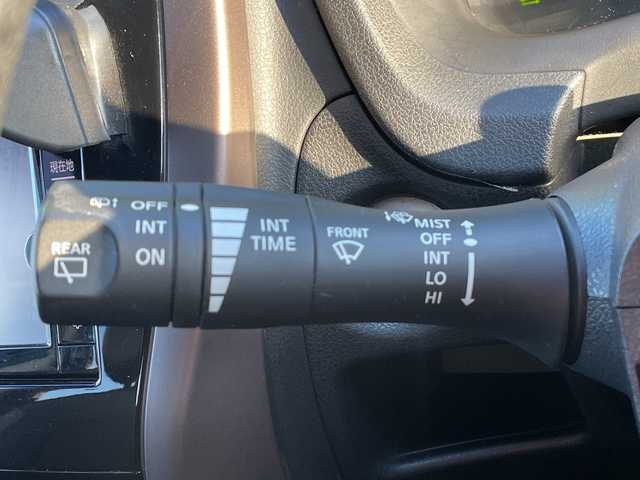 現在地
REAR
OFF
INT
ON
INT
TIME
FRONT
MIST
OFF
INT
LO
HI